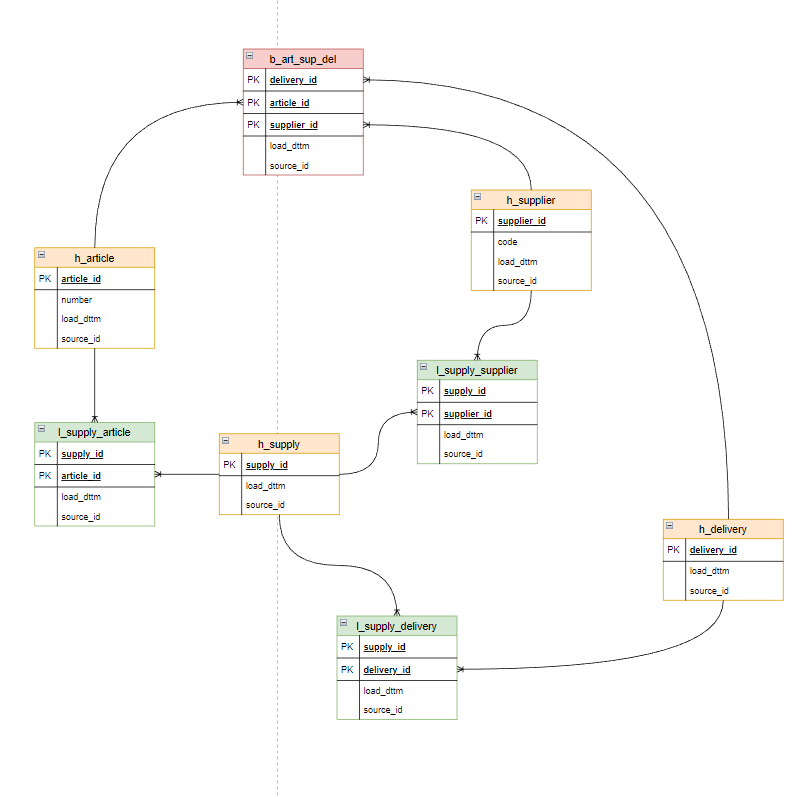 b_art_sup_del
PK delivery_id
PK article_id
PK supplier_id
load_dttm
source_id
h_supplier
PK supplier_id
code
load_dttm
source_id
h_article
PK article_id
number
load_dttm
source_id
l_supply_supplier
PK supply_id
PK supplier_id
load_dttm
source_id
l_supply_article
PK supply_id
PK article_id
load_dttm
source_id
h_supply
PK supply_id
load_dttm
source_id
h_delivery
PK delivery_id
load_dttm
source_id
l_supply_delivery
PK supply_id
PK delivery_id
load_dttm
source_id